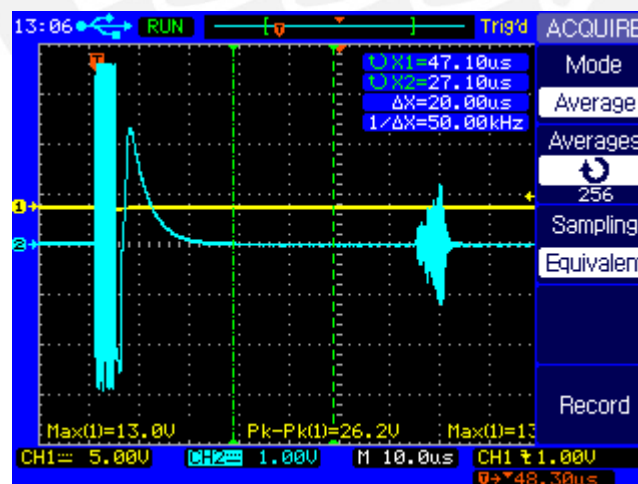 13:06 RUN T Trig'd ACQUIRE
Mode
Average
Averages
256
Sampling
Equivalent
Record
X1=47.10us
X2=27.10us
ΔX=20.00us
1/ΔX=50.00kHz
T
1
2
Max(1)=13.0V Pk-Pk(1)=26.2V Max(1)=13
CH1 5.00V CH2 1.00V M 10.0us CH1 1.00V
48.30us